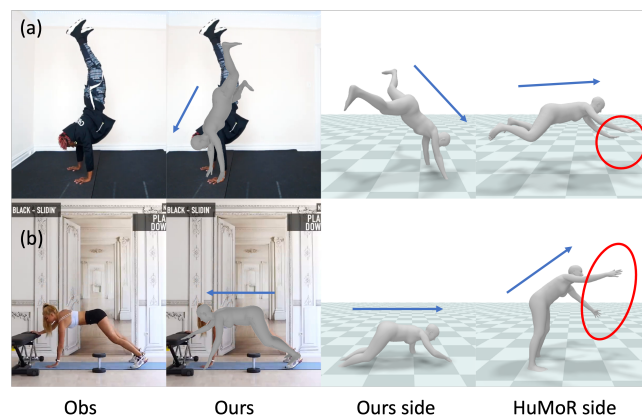 (a)
BLACK - SLIDIN'
PLA
DOW
BLACK - SLIDIN'
PLA
DOW
(b)
Obs
Ours
Ours side
HuMoR side